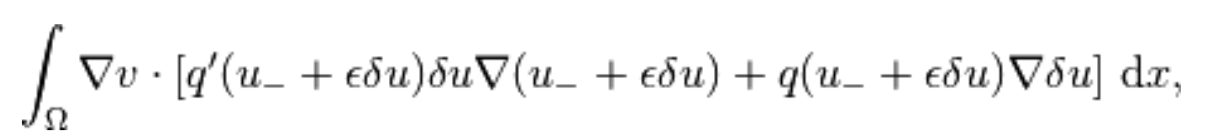 ∫_Ω ∇v · [q′(u_− + ϵδu)δu∇(u_− + ϵδu) + q(u_− + ϵδu)∇δu] dx,